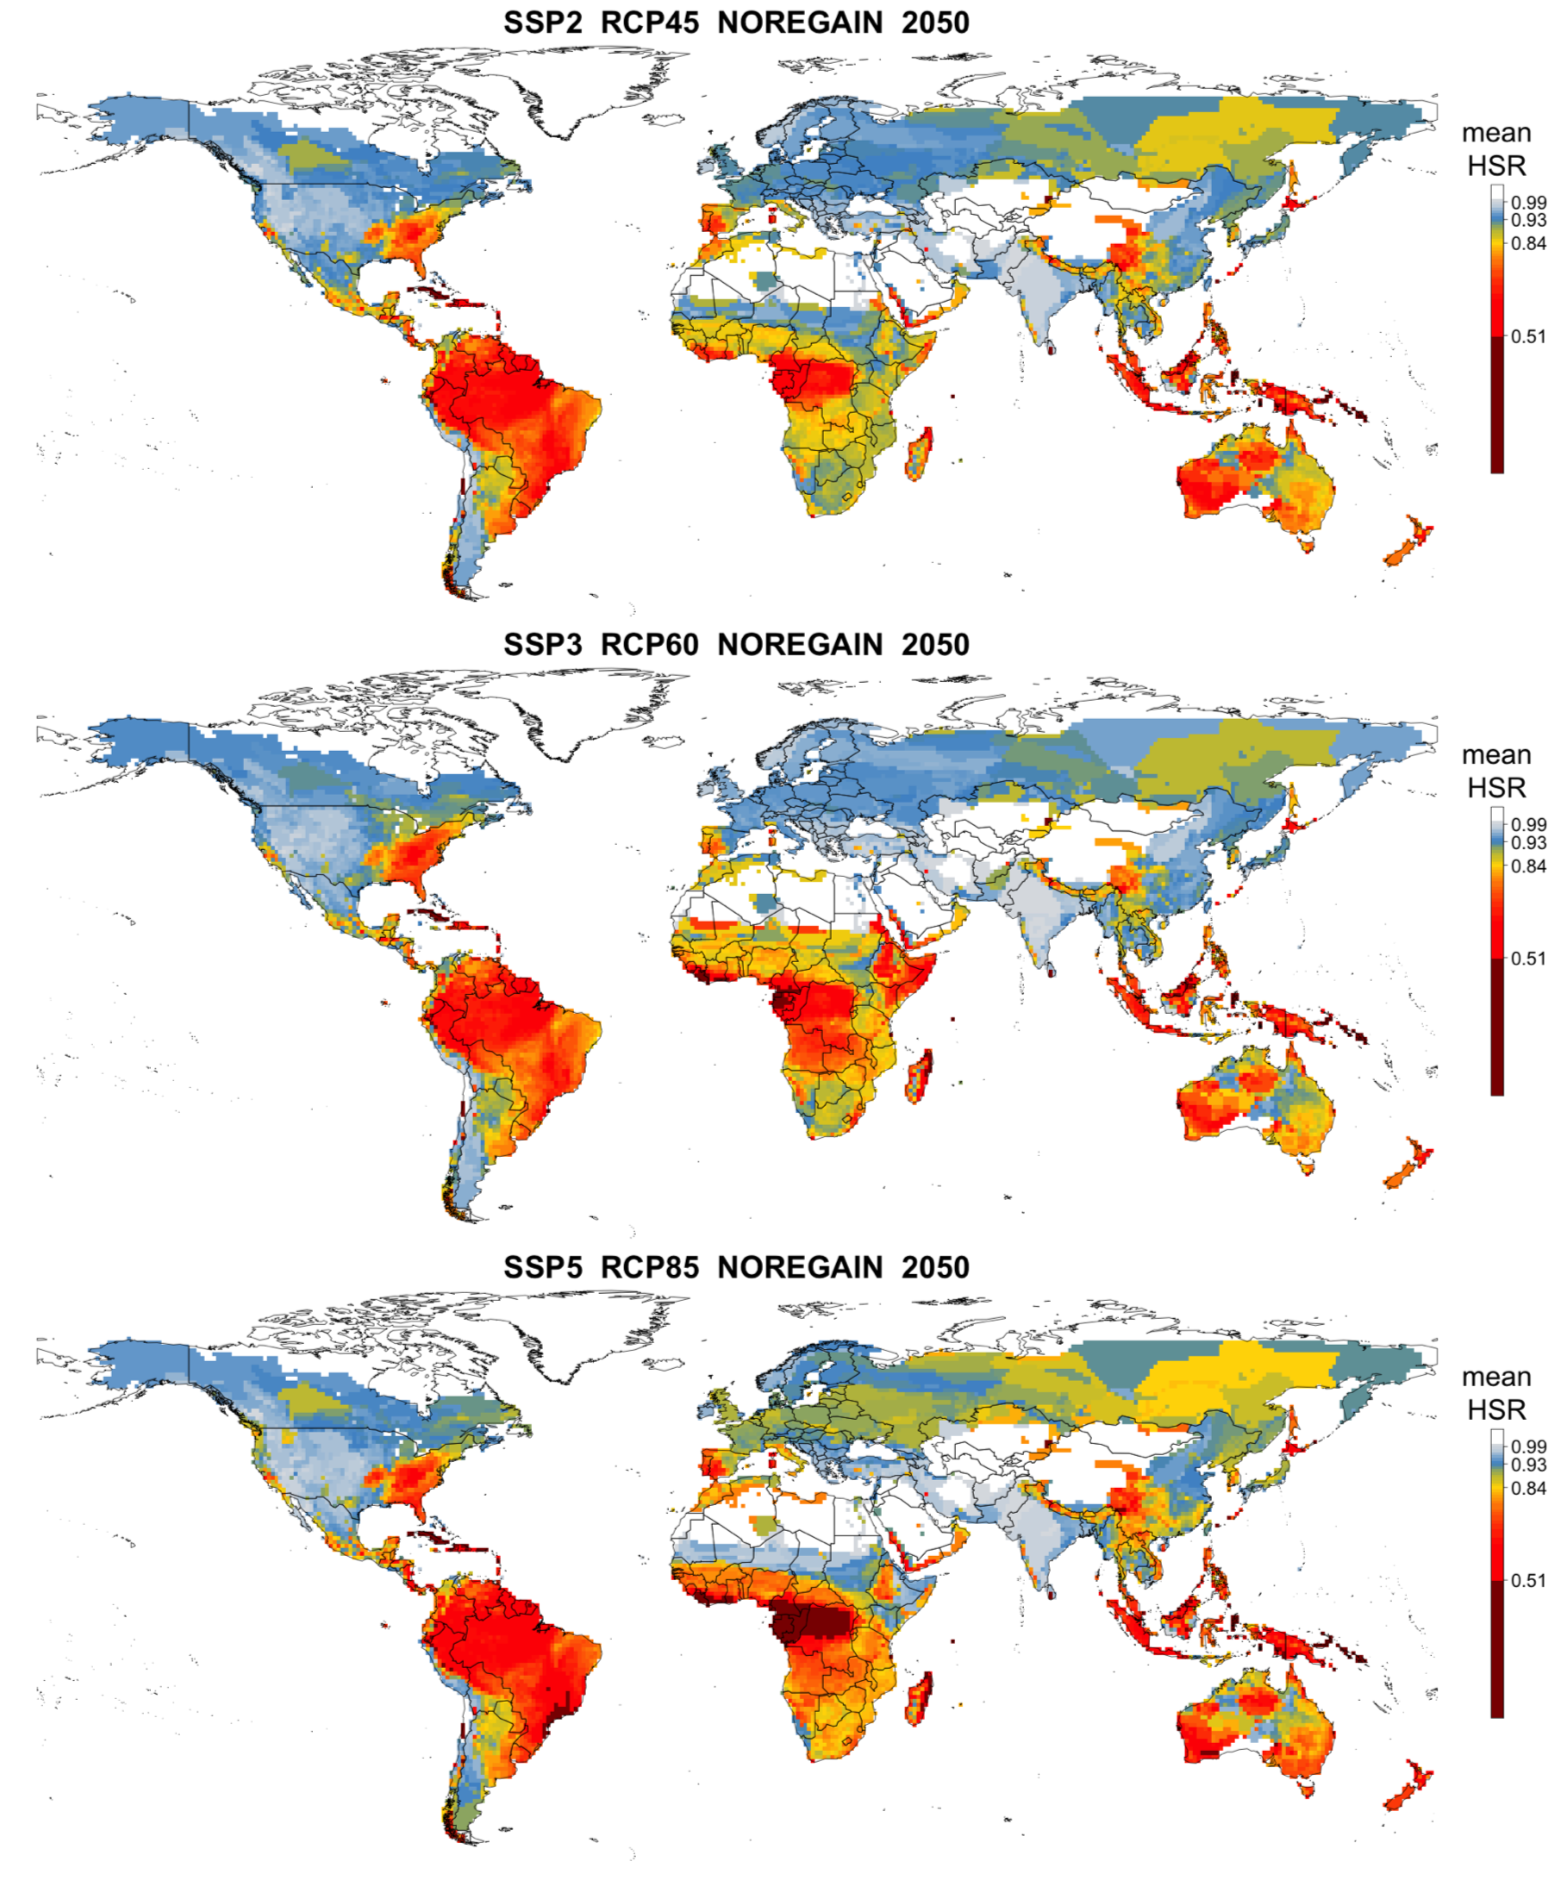 SSP2 RCP45 NOREGAIN 2050
mean
HSR
0.99
0.93
0.84
0.51
SSP3 RCP60 NOREGAIN 2050
mean
HSR
0.99
0.93
0.84
0.51
SSP5 RCP85 NOREGAIN 2050
mean
HSR
0.99
0.93
0.84
0.51